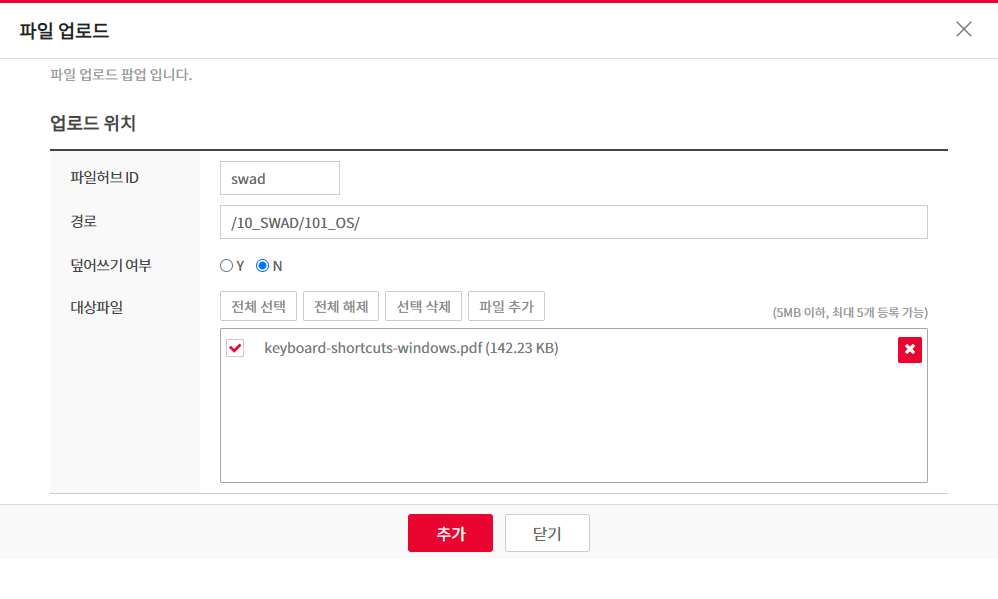 파일 업로드
파일 업로드 팝업 입니다.
업로드 위치
파일허브 ID
swad
경로
/10_SWAD/101_OS/
덮어쓰기 여부
Y N
대상파일
전체 선택 전체 해제 선택 삭제 파일 추가
(5MB 이하, 최대 5개 등록 가능)
keyboard-shortcuts-windows.pdf (142.23 KB)
추가 닫기